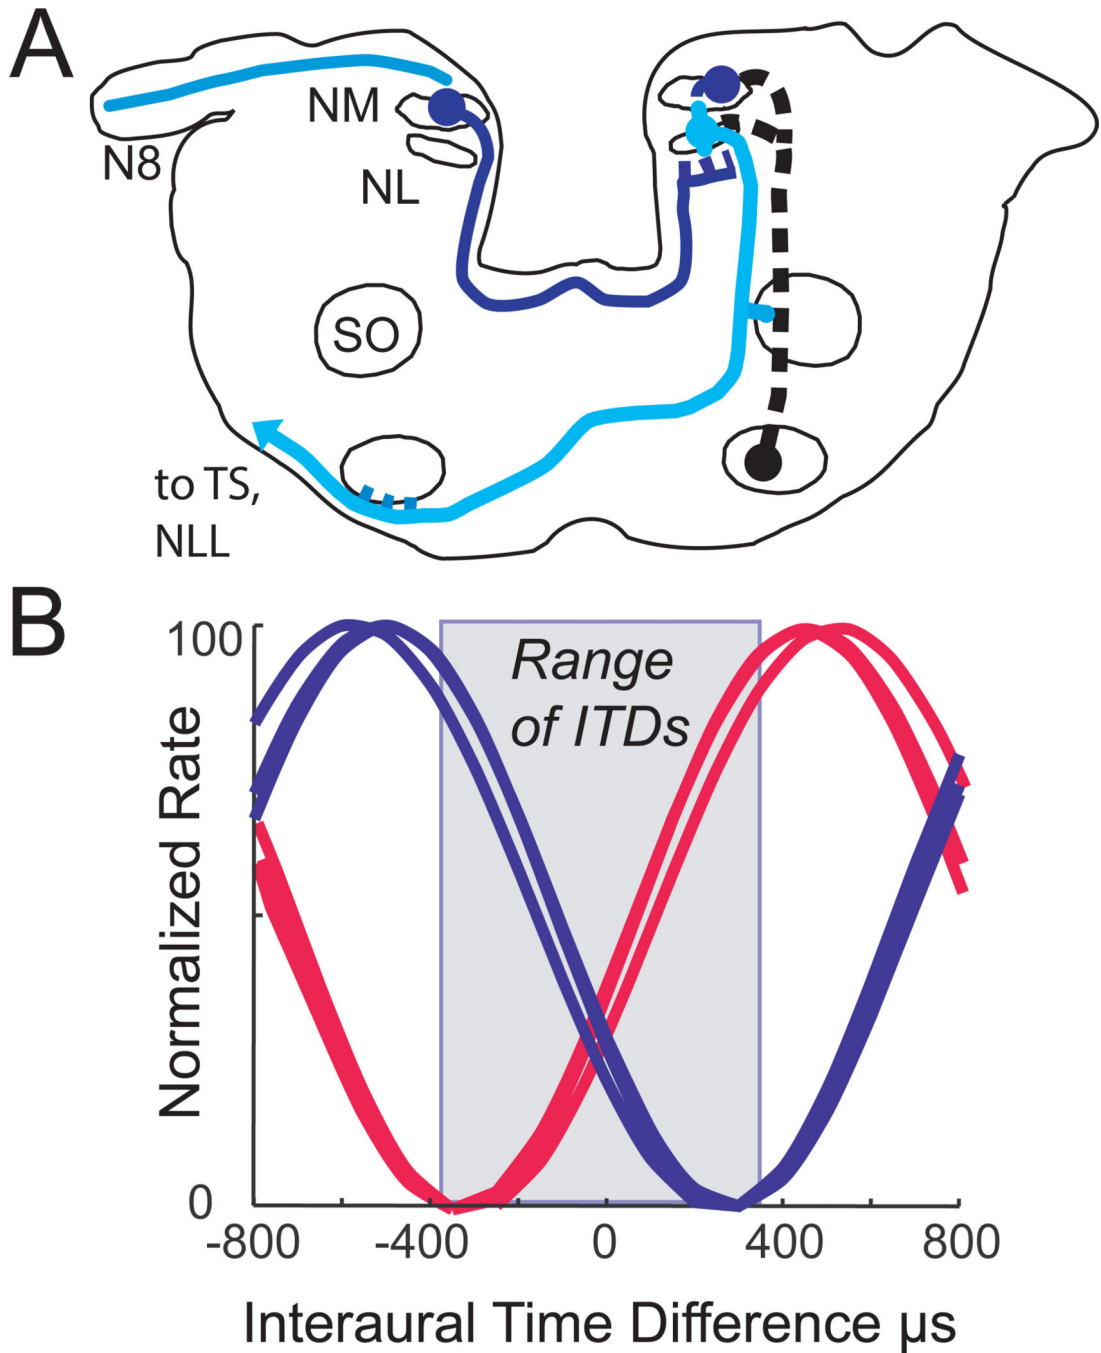 A
N8
NM
NL
SO
to TS,
NLL
B
100
Range
of ITDs
Normalized Rate
0
-800
-400
0
400
800
Interaural Time Difference µs